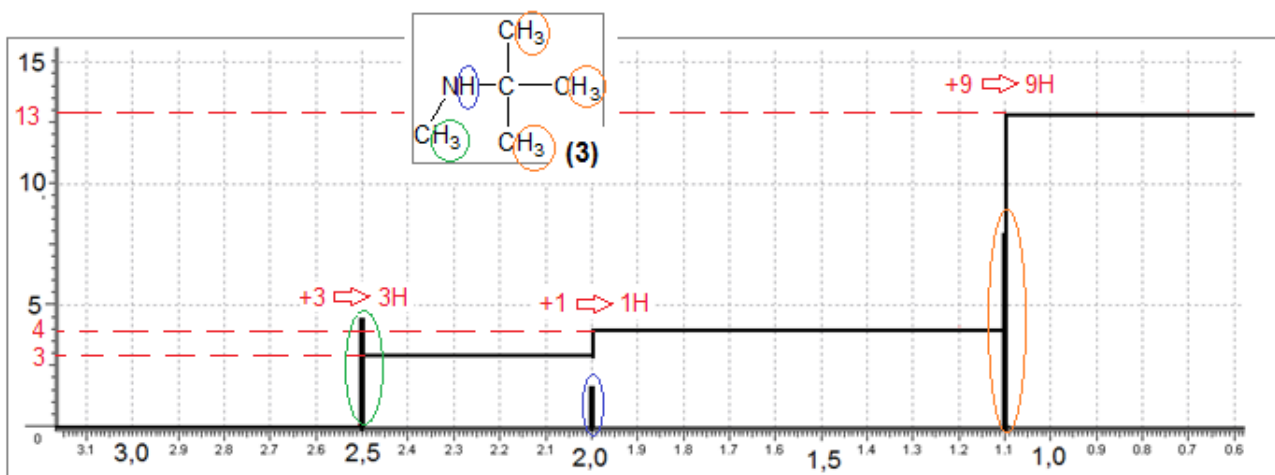 CH3
15
NH C CH3
+9 ⇒ 9H
13
CH3
CH3 (3)
10
+3 ⇒ 3H
+1 ⇒ 1H
5
4
3
0
3.1 3,0 2.9 2.8 2.7 2.6 2,5 2.4 2.3 2.2 2.1 2,0 1.9 1.8 1.7 1.6 1,5 1.4 1.3 1.2 1.1 1,0 0.9 0.8 0.7 0.6